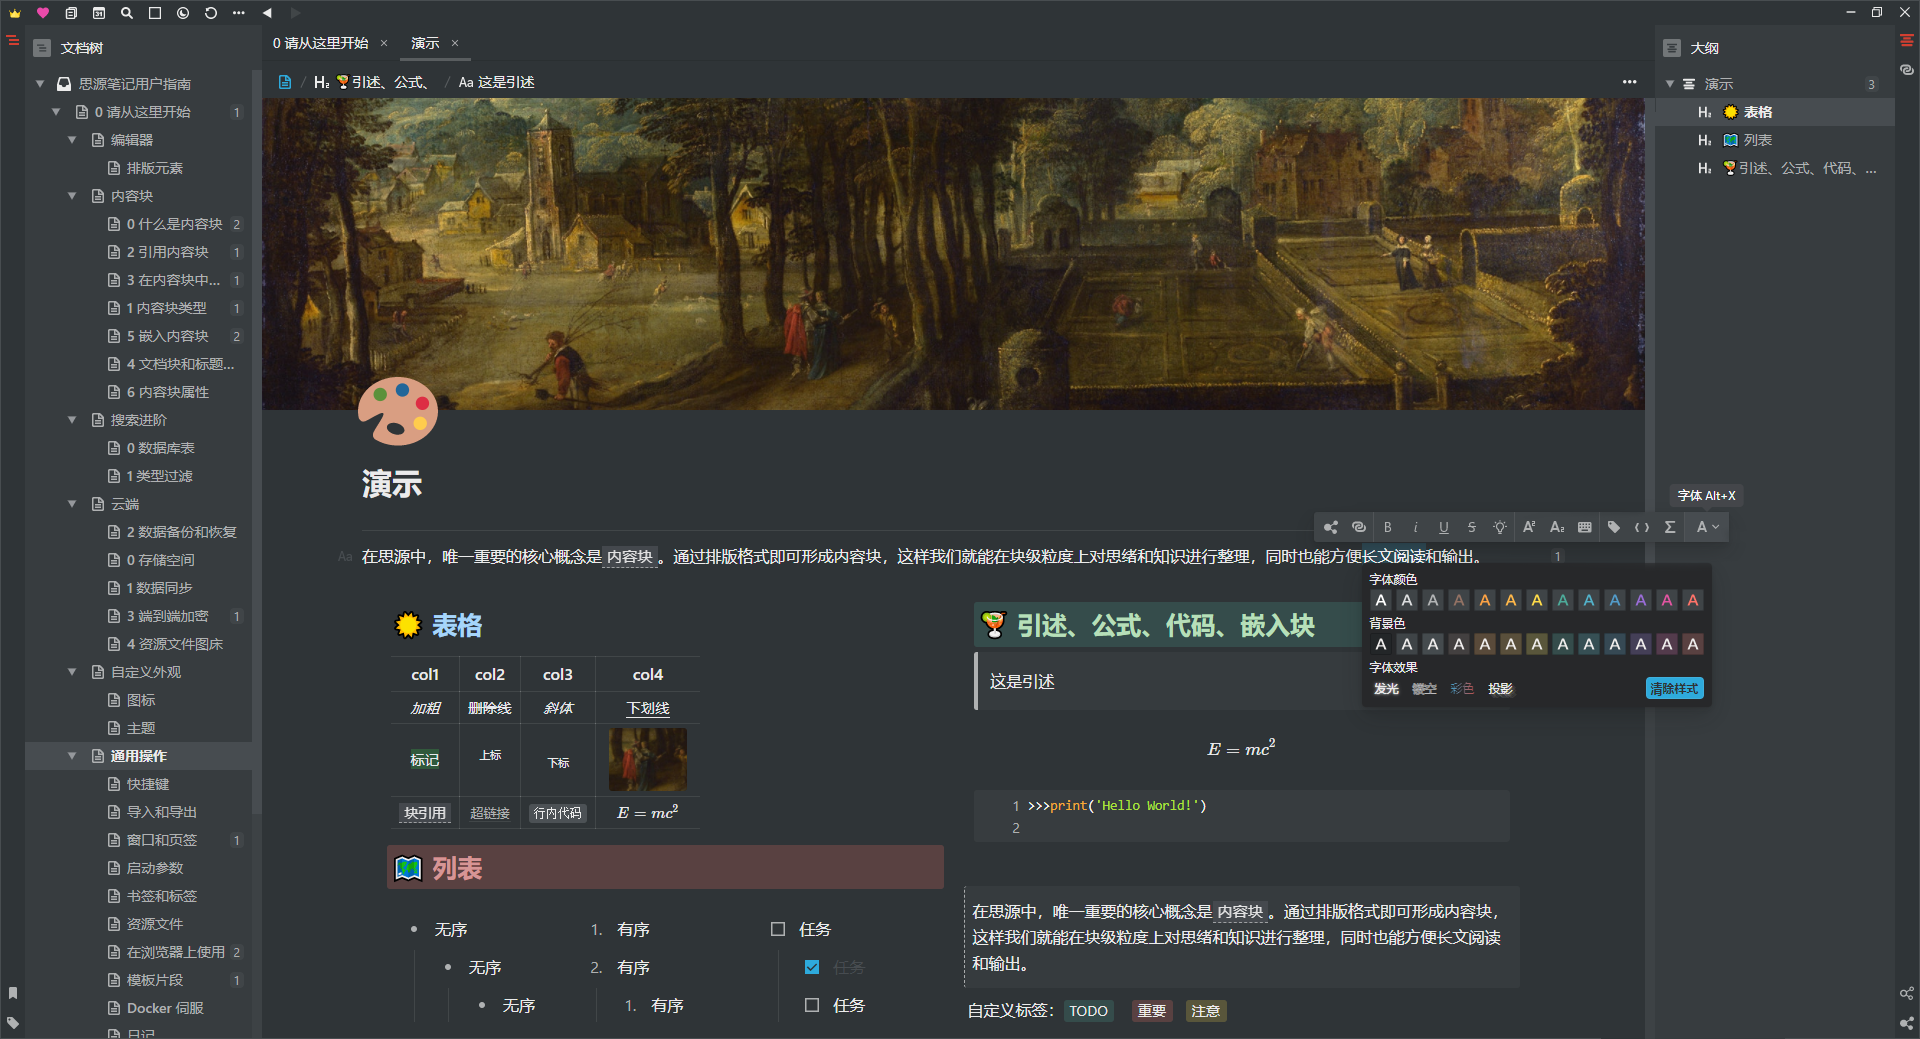 31
文档树
思源笔记用户指南
0 请从这里开始 1
编辑器
排版元素
内容块
0 什么是内容块 2
2 引用内容块 1
3 在内容块中... 1
1 内容块类型 1
5 嵌入内容块 2
4 文档块和标题...
6 内容块属性
搜索进阶
0 数据库表
1 类型过滤
云端
2 数据备份和恢复
0 存储空间
1 数据同步
3 端到端加密 1
4 资源文件图床
自定义外观
图标
主题
通用操作
快捷键
导入和导出
窗口和页签 1
启动参数
书签和标签
资源文件
在浏览器上使用 2
模板片段 1
Docker 伺服
日记
0 请从这里开始 ×
演示 ×
/ H₂ 引述、公式、 / Aa 这是引述 •••
演示
字体 Alt+X
B i U S A² A₂ Σ A
Aa 在思源中，唯一重要的核心概念是 内容块 。通过排版格式即可形成内容块，这样我们就能在块级粒度上对思绪和知识进行整理，同时也能方便长文阅读和输出。 1
字体颜色
A A A A A A A A A A A A A
背景色
A A A A A A A A A A A A A
字体效果
发光 镂空 彩色 投影 清除样式
表格
col1 col2 col3 col4
加粗 删除线 斜体 下划线
标记 上标 下标
块引用 超链接 行内代码 E = mc²
列表
• 无序
• 无序
• 无序
1. 有序
2. 有序
1. 有序
任务
任务
任务
引述、公式、代码、嵌入块
这是引述
E = mc²
1 >>>print('Hello World!')
2
在思源中，唯一重要的核心概念是 内容块 。通过排版格式即可形成内容块，
这样我们就能在块级粒度上对思绪和知识进行整理，同时也能方便长文阅读
和输出。
自定义标签： TODO 重要 注意
大纲
演示 3
H₂ 表格
H₂ 列表
H₂ 引述、公式、代码、...